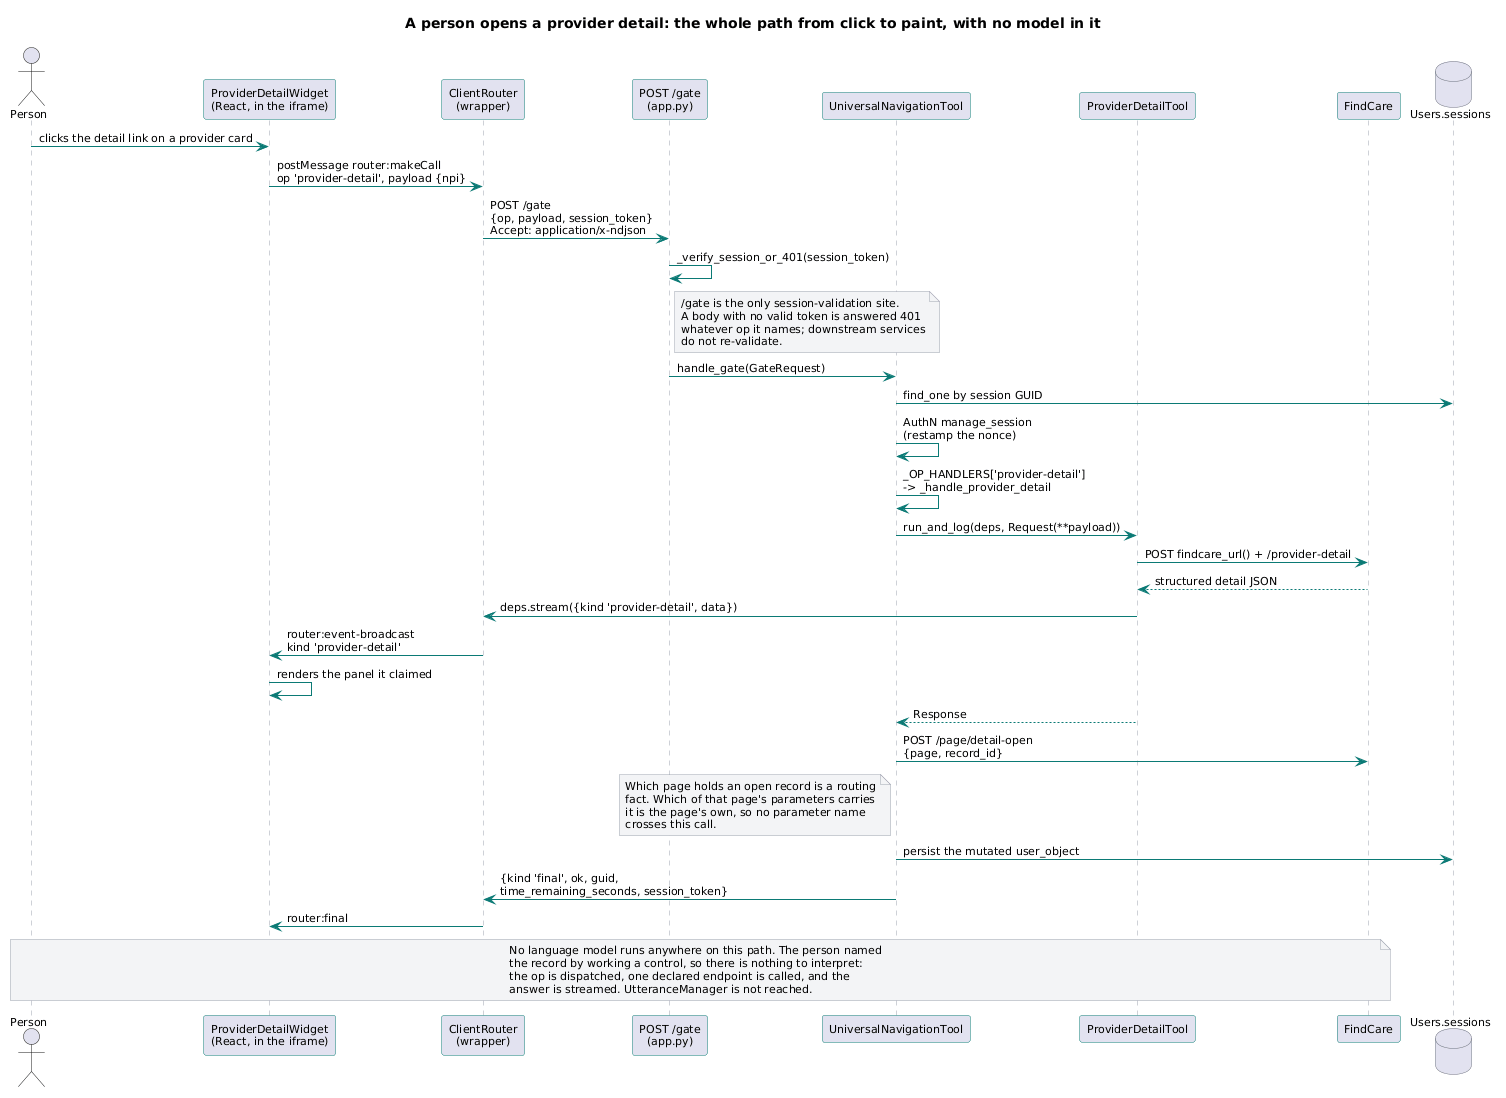 A person opens a provider detail: the whole path from click to paint, with no model in it
Person
ProviderDetailWidget
(React, in the iframe)
ClientRouter
(wrapper)
POST /gate
(app.py)
UniversalNavigationTool
ProviderDetailTool
FindCare
Users.sessions
clicks the detail link on a provider card
postMessage router:makeCall
op 'provider-detail', payload {npi}
POST /gate
{op, payload, session_token}
Accept: application/x-ndjson
_verify_session_or_401(session_token)
/gate is the only session-validation site.
A body with no valid token is answered 401
whatever op it names; downstream services
do not re-validate.
handle_gate(GateRequest)
find_one by session GUID
AuthN manage_session
(restamp the nonce)
_OP_HANDLERS['provider-detail']
-> _handle_provider_detail
run_and_log(deps, Request(**payload))
POST findcare_url() + /provider-detail
structured detail JSON
deps.stream({kind 'provider-detail', data})
router:event-broadcast
kind 'provider-detail'
renders the panel it claimed
Response
POST /page/detail-open
{page, record_id}
Which page holds an open record is a routing
fact. Which of that page's parameters carries
it is the page's own, so no parameter name
crosses this call.
persist the mutated user_object
{kind 'final', ok, guid,
time_remaining_seconds, session_token}
router:final
No language model runs anywhere on this path. The person named
the record by working a control, so there is nothing to interpret:
the op is dispatched, one declared endpoint is called, and the
answer is streamed. UtteranceManager is not reached.
Person
ProviderDetailWidget
(React, in the iframe)
ClientRouter
(wrapper)
POST /gate
(app.py)
UniversalNavigationTool
ProviderDetailTool
FindCare
Users.sessions